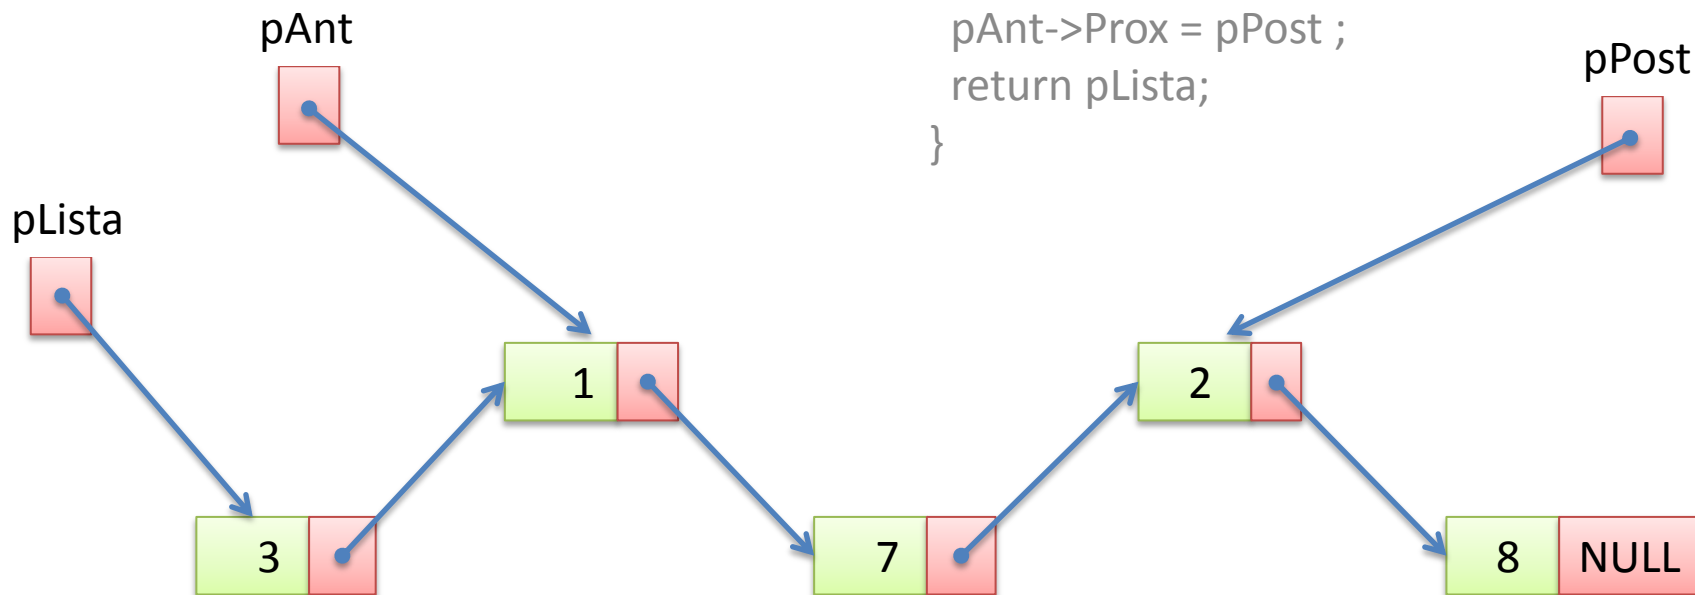 pAnt
pAnt->Prox = pPost ;
return pLista;
}
pPost
pLista
1
2
3
7
8
NULL